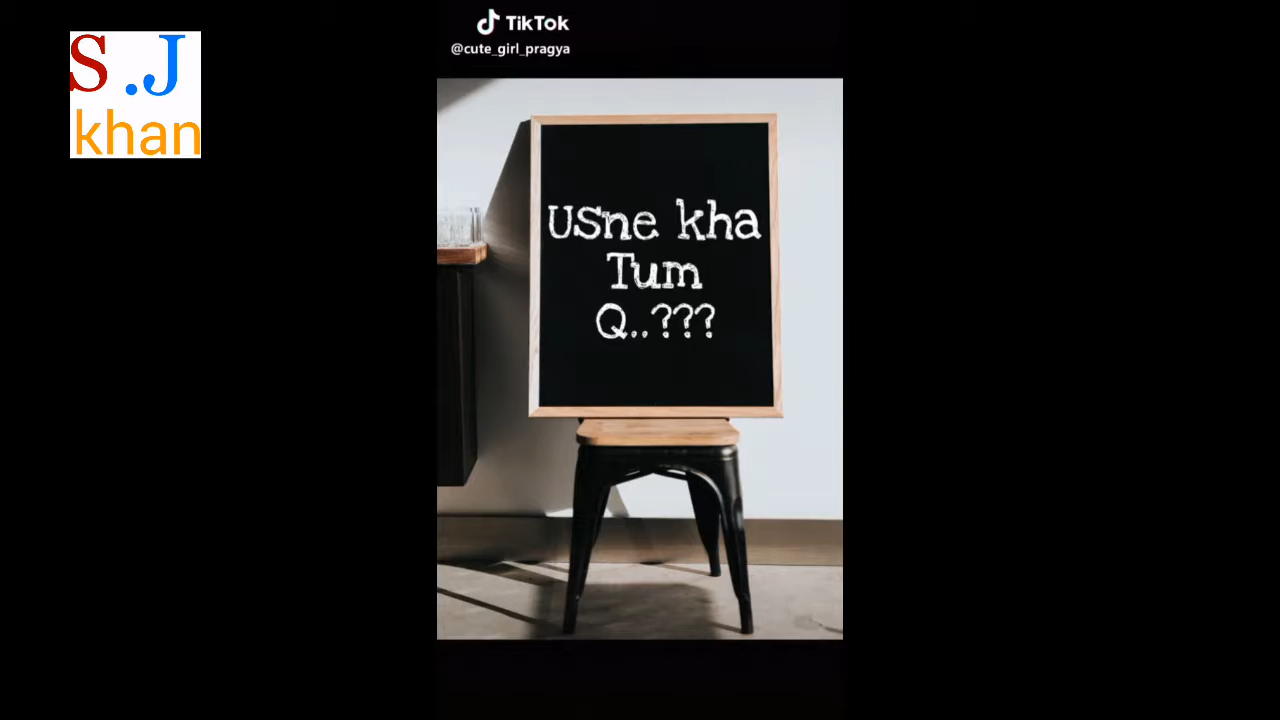 S.J
khan
TikTok
@cute_girl_pragya
Usne kha
Tum
Q..???